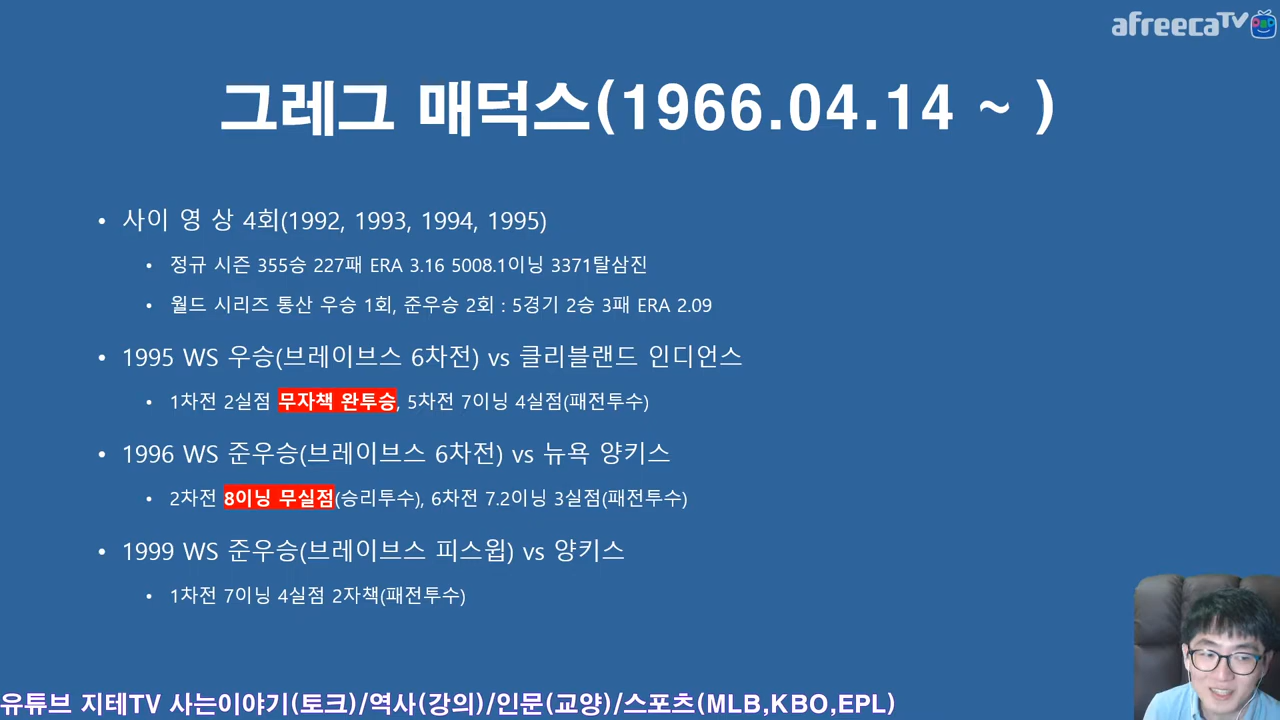 afreecaTV
그레그 매덕스(1966.04.14 ~ )
• 사이 영 상 4회(1992, 1993, 1994, 1995)
• 정규 시즌 355승 227패 ERA 3.16 5008.1이닝 3371탈삼진
• 월드 시리즈 통산 우승 1회, 준우승 2회 : 5경기 2승 3패 ERA 2.09
• 1995 WS 우승(브레이브스 6차전) vs 클리블랜드 인디언스
• 1차전 2실점 무자책 완투승, 5차전 7이닝 4실점(패전투수)
• 1996 WS 준우승(브레이브스 6차전) vs 뉴욕 양키스
• 2차전 8이닝 무실점(승리투수), 6차전 7.2이닝 3실점(패전투수)
• 1999 WS 준우승(브레이브스 피스윕) vs 양키스
• 1차전 7이닝 4실점 2자책(패전투수)
유튜브 지테TV 사는이야기(토크)/역사(강의)/인문(교양)/스포츠(MLB,KBO,EPL)